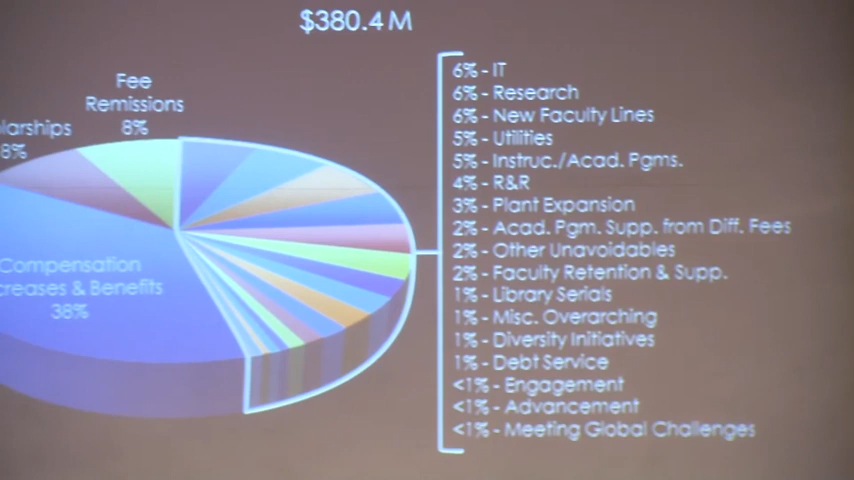 $380.4 M
Fee
Remissions
8%
larships
8%
6% - IT
6% - Research
6% - New Faculty Lines
5% - Utilities
5% - Instruc./Acad. Pgms.
4% - R&R
3% - Plant Expansion
2% - Acad. Pgm. Supp. from Diff. Fees
2% - Other Unavoidables
2% - Faculty Retention & Supp.
1% - Library Serials
1% - Misc. Overarching
1% - Diversity Initiatives
1% - Debt Service
<1% - Engagement
<1% - Advancement
<1% - Meeting Global Challenges
Compensation
creases & Benefits
38%